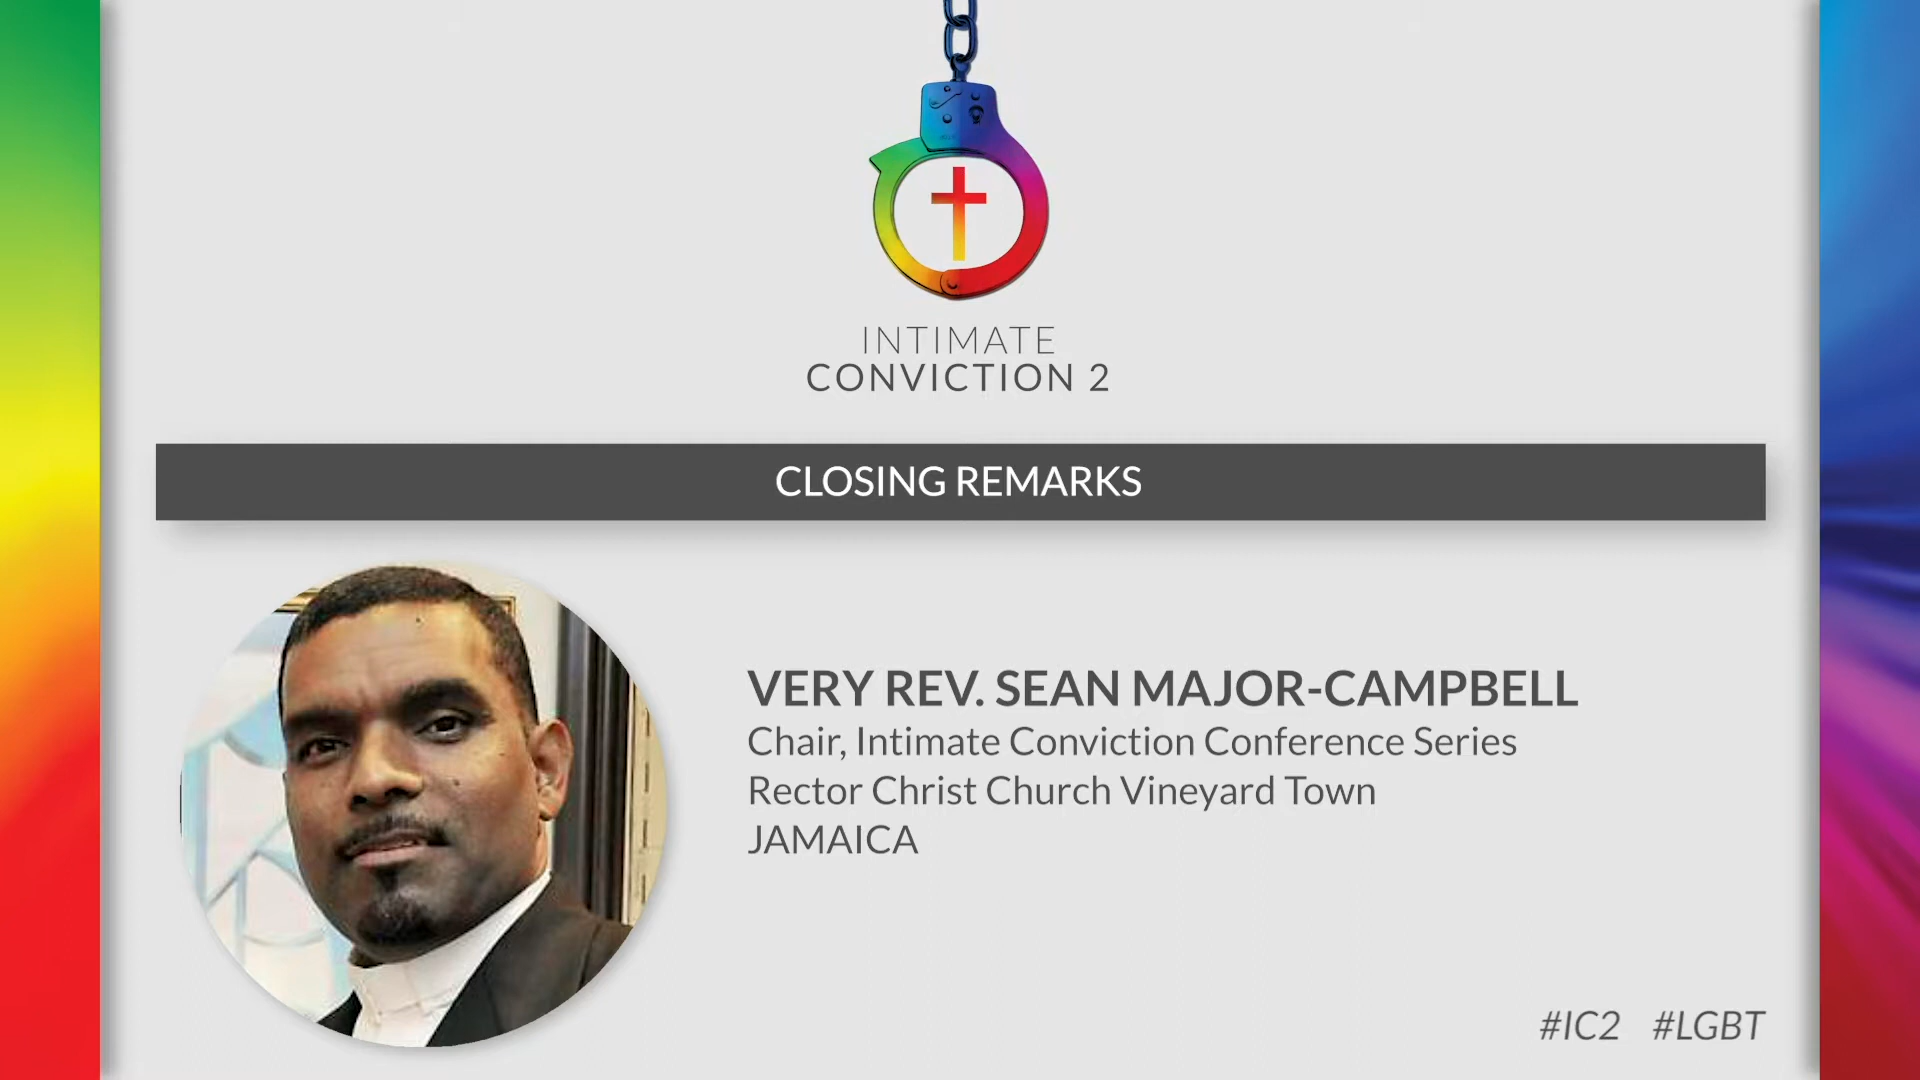 INTIMATE
CONVICTION 2
CLOSING REMARKS
VERY REV. SEAN MAJOR-CAMPBELL
Chair, Intimate Conviction Conference Series
Rector Christ Church Vineyard Town
JAMAICA
#IC2 #LGBT